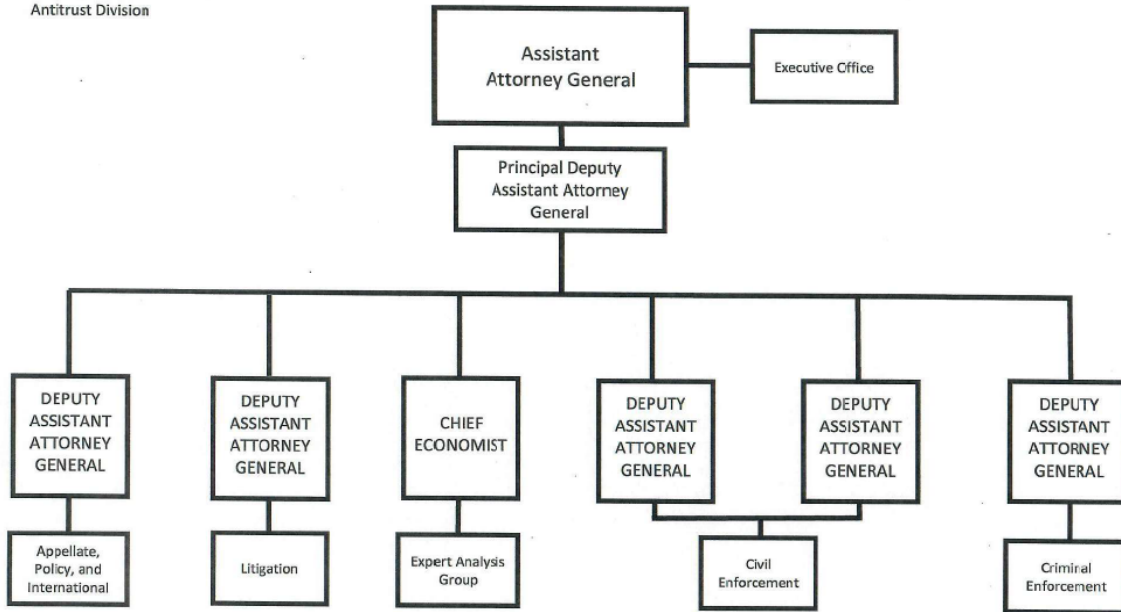 Antitrust Division
Assistant
Attorney General
Executive Office
Principal Deputy
Assistant Attorney
General
DEPUTY
ASSISTANT
ATTORNEY
GENERAL
DEPUTY
ASSISTANT
ATTORNEY
GENERAL
CHIEF
ECONOMIST
DEPUTY
ASSISTANT
ATTORNEY
GENERAL
DEPUTY
ASSISTANT
ATTORNEY
GENERAL
DEPUTY
ASSISTANT
ATTORNEY
GENERAL
Appellate,
Policy, and
International
Litigation
Expert Analysis
Group
Civil
Enforcement
Criminal
Enforcement